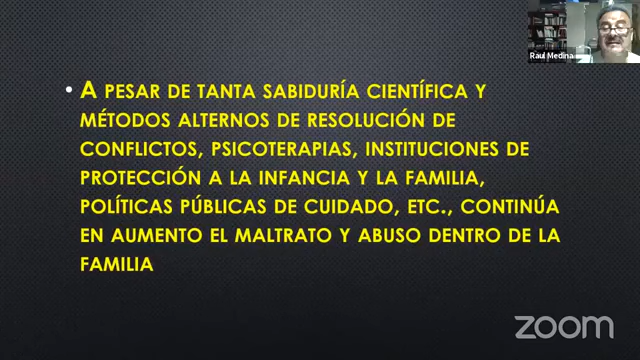 Raul Medina
• A PESAR DE TANTA SABIDURÍA CIENTÍFICA Y
MÉTODOS ALTERNOS DE RESOLUCIÓN DE
CONFLICTOS, PSICOTERAPIAS, INSTITUCIONES DE
PROTECCIÓN A LA INFANCIA Y LA FAMILIA,
POLÍTICAS PÚBLICAS DE CUIDADO, ETC., CONTINÚA
EN AUMENTO EL MALTRATO Y ABUSO DENTRO DE LA
FAMILIA
zoom